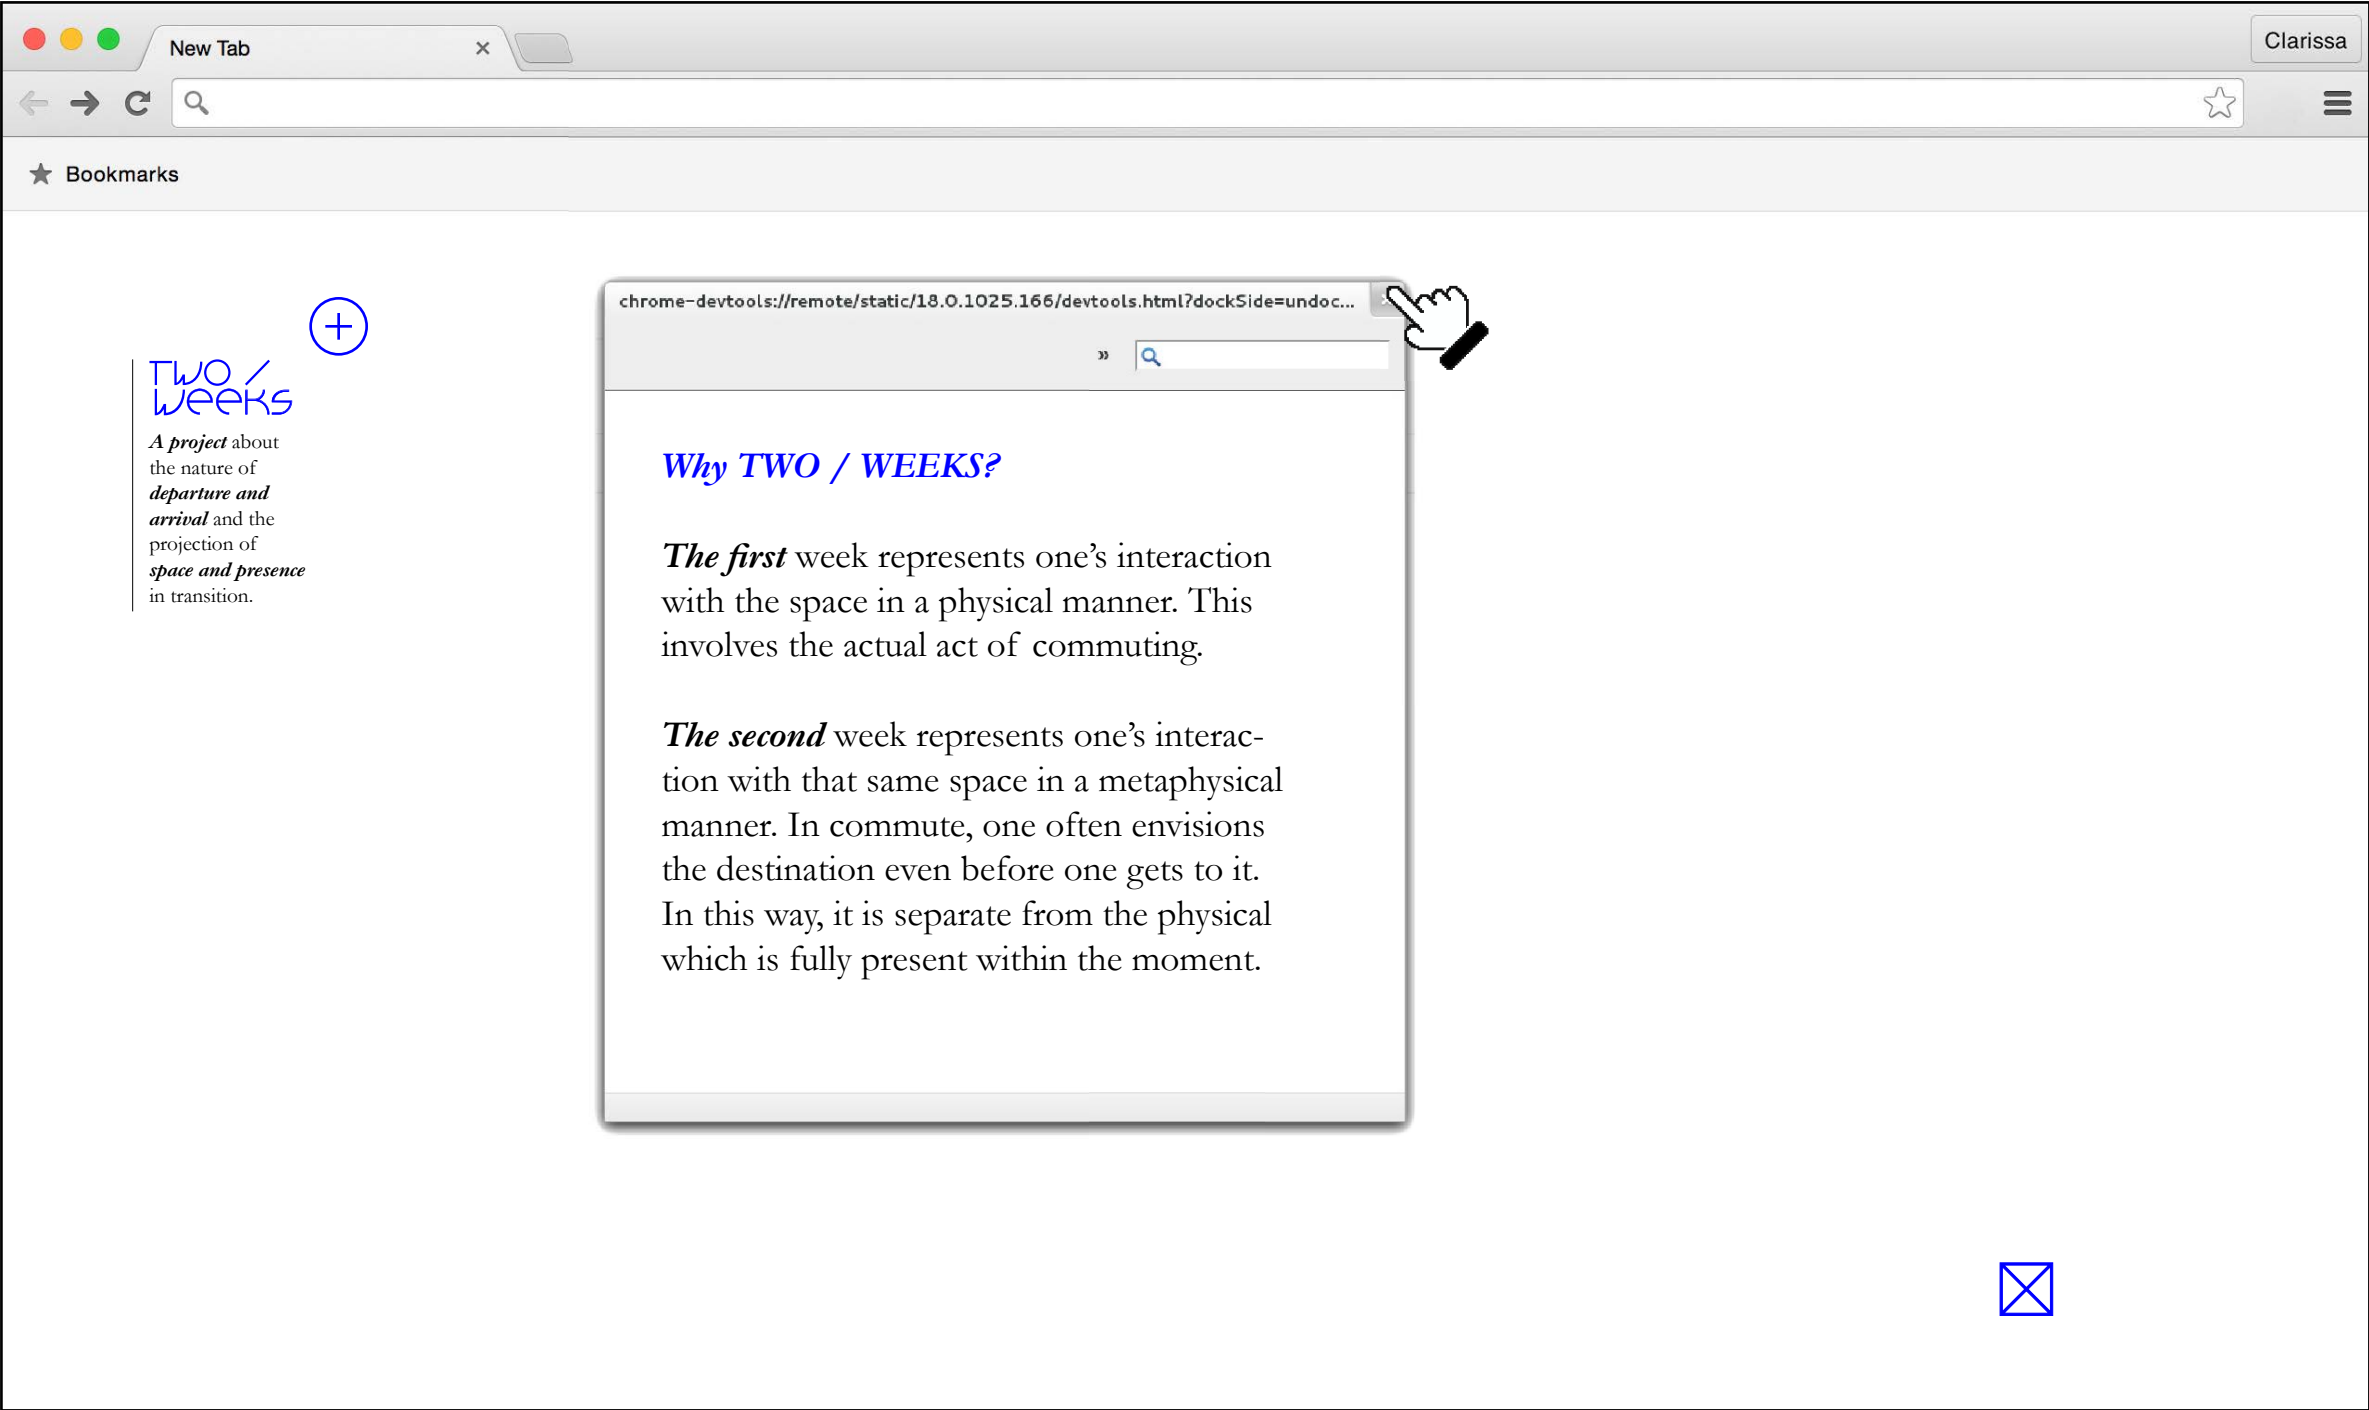 New Tab
Clarissa
Bookmarks
TWO /
WEEKS
A project about
the nature of
departure and
arrival and the
projection of
space and presence
in transition.
chrome-devtools://remote/static/18.0.1025.166/devtools.html?dockSide=undoc...
»
Why TWO / WEEKS?
The first week represents one’s interaction
with the space in a physical manner. This
involves the actual act of commuting.
The second week represents one’s interac-
tion with that same space in a metaphysical
manner. In commute, one often envisions
the destination even before one gets to it.
In this way, it is separate from the physical
which is fully present within the moment.